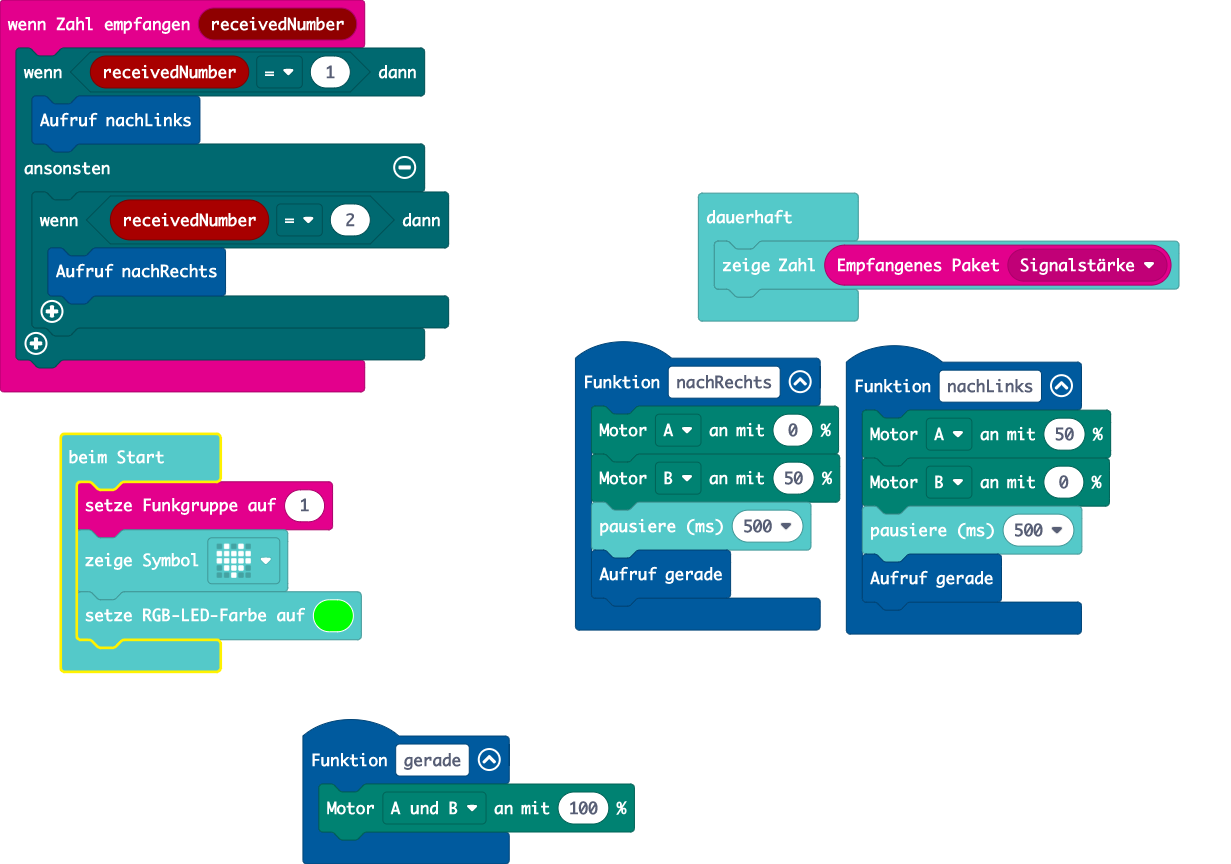 wenn Zahl empfangen receivedNumber
wenn receivedNumber = 1 dann
Aufruf nachLinks
ansonsten
wenn receivedNumber = 2 dann
Aufruf nachRechts
dauerhaft
zeige Zahl Empfangenes Paket Signalstärke
Funktion nachRechts
Motor A an mit 0 %
Motor B an mit 50 %
pausiere (ms) 500
Aufruf gerade
Funktion nachLinks
Motor A an mit 50 %
Motor B an mit 0 %
pausiere (ms) 500
Aufruf gerade
beim Start
setze Funkgruppe auf 1
zeige Symbol
setze RGB-LED-Farbe auf
Funktion gerade
Motor A und B an mit 100 %